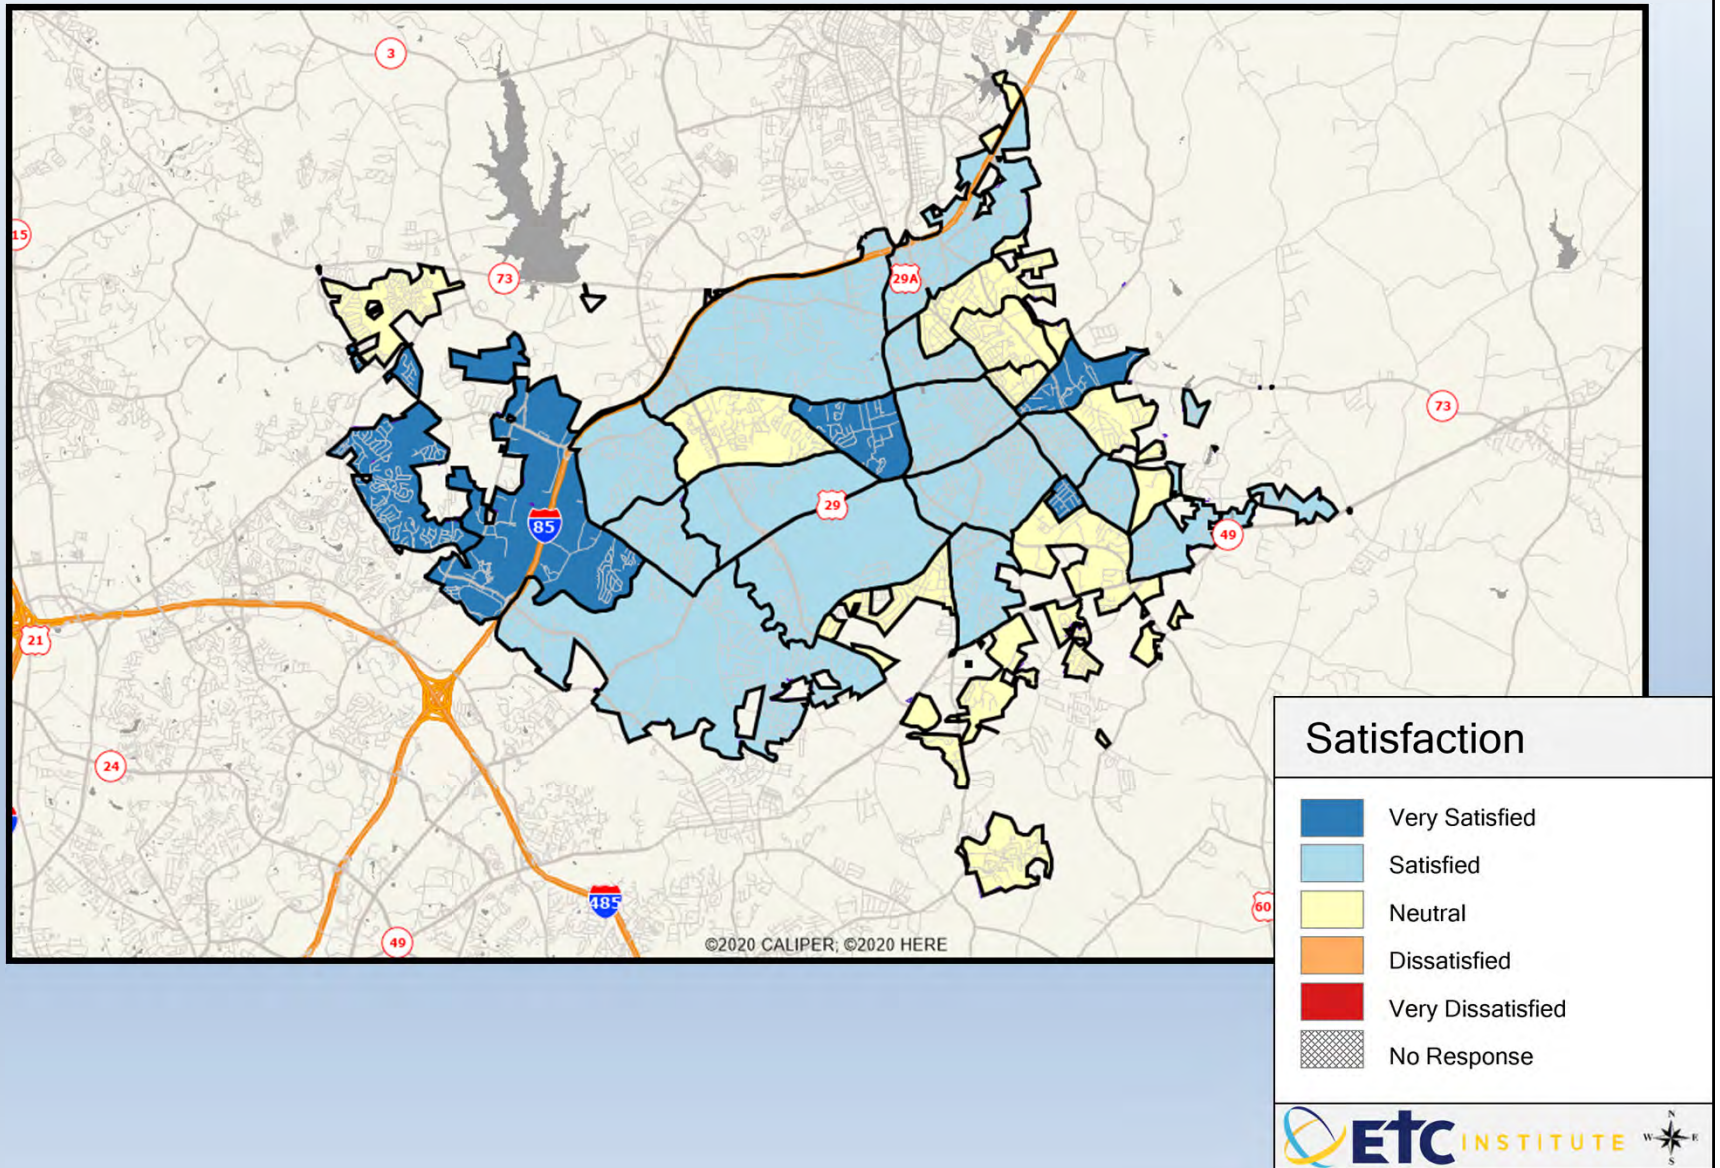 3
15
73
29A
73
29
85
49
21
24
485
49
60
©2020 CALIPER; ©2020 HERE
Satisfaction
Very Satisfied
Satisfied
Neutral
Dissatisfied
Very Dissatisfied
No Response
ETC INSTITUTE
N
W E
S